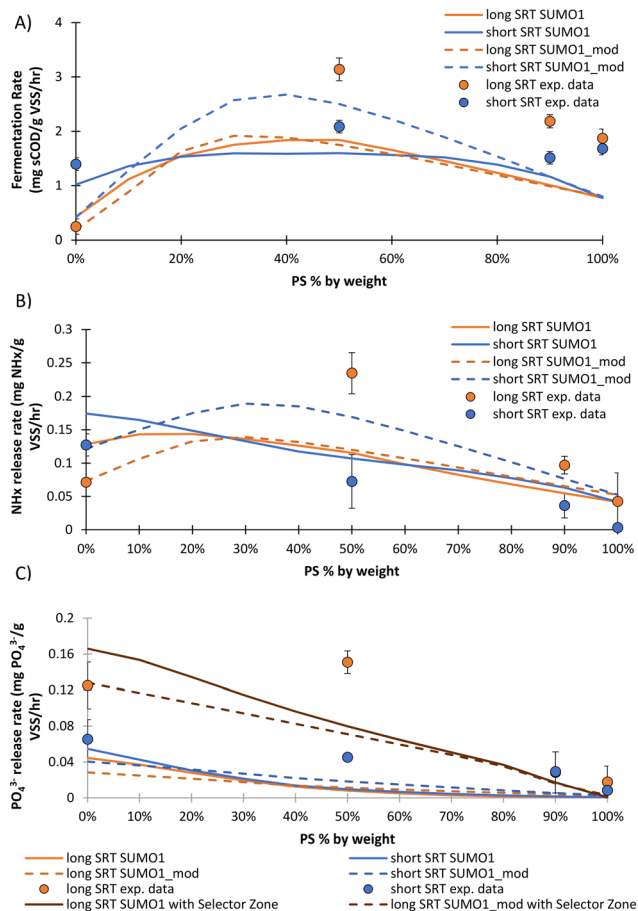 A)
Fermentation Rate
(mg sCOD/g VSS/hr)
4
3
2
1
0
0%
20%
40%
60%
80%
100%
PS % by weight
long SRT SUMO1
short SRT SUMO1
long SRT SUMO1_mod
short SRT SUMO1_mod
long SRT exp. data
short SRT exp. data
B)
NHx release rate (mg NHx/g
VSS/hr)
0.3
0.25
0.2
0.15
0.1
0.05
0
0%
10%
20%
30%
40%
50%
60%
70%
80%
90%
100%
PS % by weight
long SRT SUMO1
short SRT SUMO1
long SRT SUMO1_mod
short SRT SUMO1_mod
long SRT exp. data
short SRT exp. data
C)
PO₄³⁻ release rate (mg PO₄³⁻/g
VSS/hr)
0.2
0.16
0.12
0.08
0.04
0
0%
10%
20%
30%
40%
50%
60%
70%
80%
90%
100%
PS % by weight
long SRT SUMO1
short SRT SUMO1
long SRT SUMO1_mod
short SRT SUMO1_mod
long SRT exp. data
short SRT exp. data
long SRT SUMO1 with Selector Zone
long SRT SUMO1_mod with Selector Zone